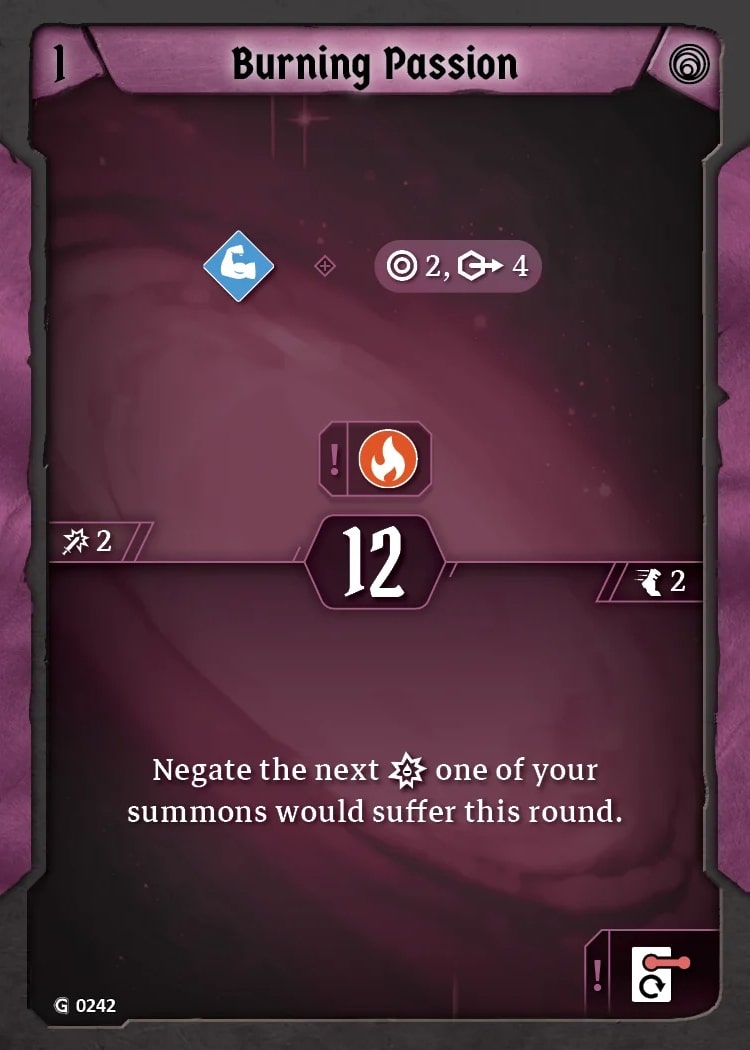 1
Burning Passion
2, 4
!
2
12
2
Negate the next one of your
summons would suffer this round.
!
G 0242